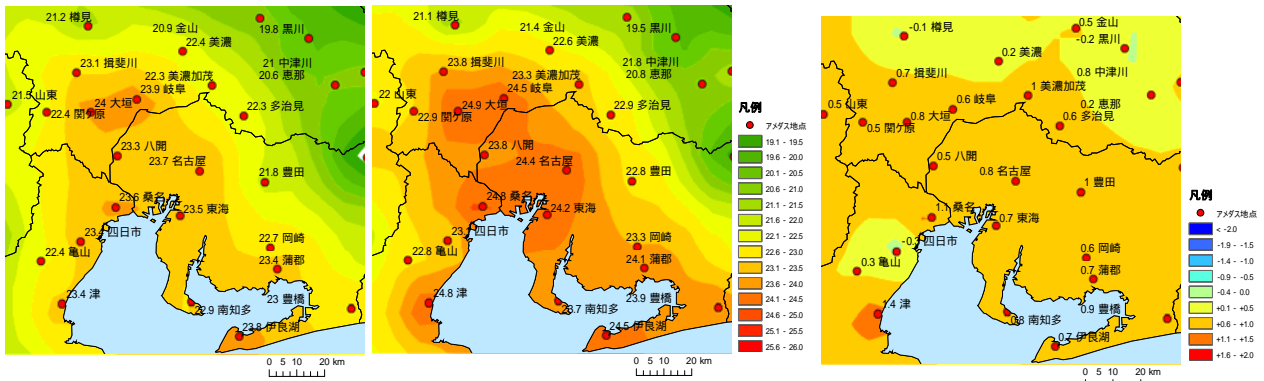 21.2 樽見
20.9 金山
19.8 黒川
22.4 美濃
23.1 揖斐川
21 中津川
22.3 美濃加茂
20.6 恵那
23.9 岐阜
21.5 山東
24 大垣
22.4 関ケ原
22.3 多治見
23.3 八開
23.7 名古屋
21.8 豊田
23.6 桑名
23.5 東海
四日市
22.4 亀山
22.7 岡崎
23.4 蒲郡
23.4 津
23 豊橋
22.9 南知多
23.8 伊良湖
0 5 10 20 km
21.1 樽見
21.4 金山
19.5 黒川
22.6 美濃
23.8 揖斐川
21.8 中津川
23.3 美濃加茂
20.8 恵那
24.5 岐阜
22 山東
24.9 大垣
22.9 関ケ原
22.9 多治見
23.8 八開
24.4 名古屋
22.8 豊田
24.8 桑名
24.2 東海
四日市
22.8 亀山
23.3 岡崎
24.1 蒲郡
24.8 津
23.9 豊橋
23.7 南知多
24.5 伊良湖
0 5 10 20 km
凡例
アメダス地点
19.1 - 19.5
19.6 - 20.0
20.1 - 20.5
20.6 - 21.0
21.1 - 21.5
21.6 - 22.0
22.1 - 22.5
22.6 - 23.0
23.1 - 23.5
23.6 - 24.0
24.1 - 24.5
24.6 - 25.0
25.1 - 25.5
25.6 - 26.0
-0.1 樽見
0.5 金山
-0.2 黒川
0.2 美濃
0.7 揖斐川
0.8 中津川
1 美濃加茂
0.2 恵那
0.6 岐阜
0.5 山東
0.8 大垣
0.5 関ケ原
0.6 多治見
0.5 八開
0.8 名古屋
1 豊田
1.1 桑名
0.7 東海
-0.3 四日市
0.3 亀山
0.6 岡崎
0.7 蒲郡
1.4 津
0.9 豊橋
0.8 南知多
0.7 伊良湖
0 5 10 20 km
凡例
アメダス地点
< -2.0
-1.9 - -1.5
-1.4 - -1.0
-0.9 - -0.5
-0.4 - 0.0
+0.1 - +0.5
+0.6 - +1.0
+1.1 - +1.5
+1.6 - +2.0